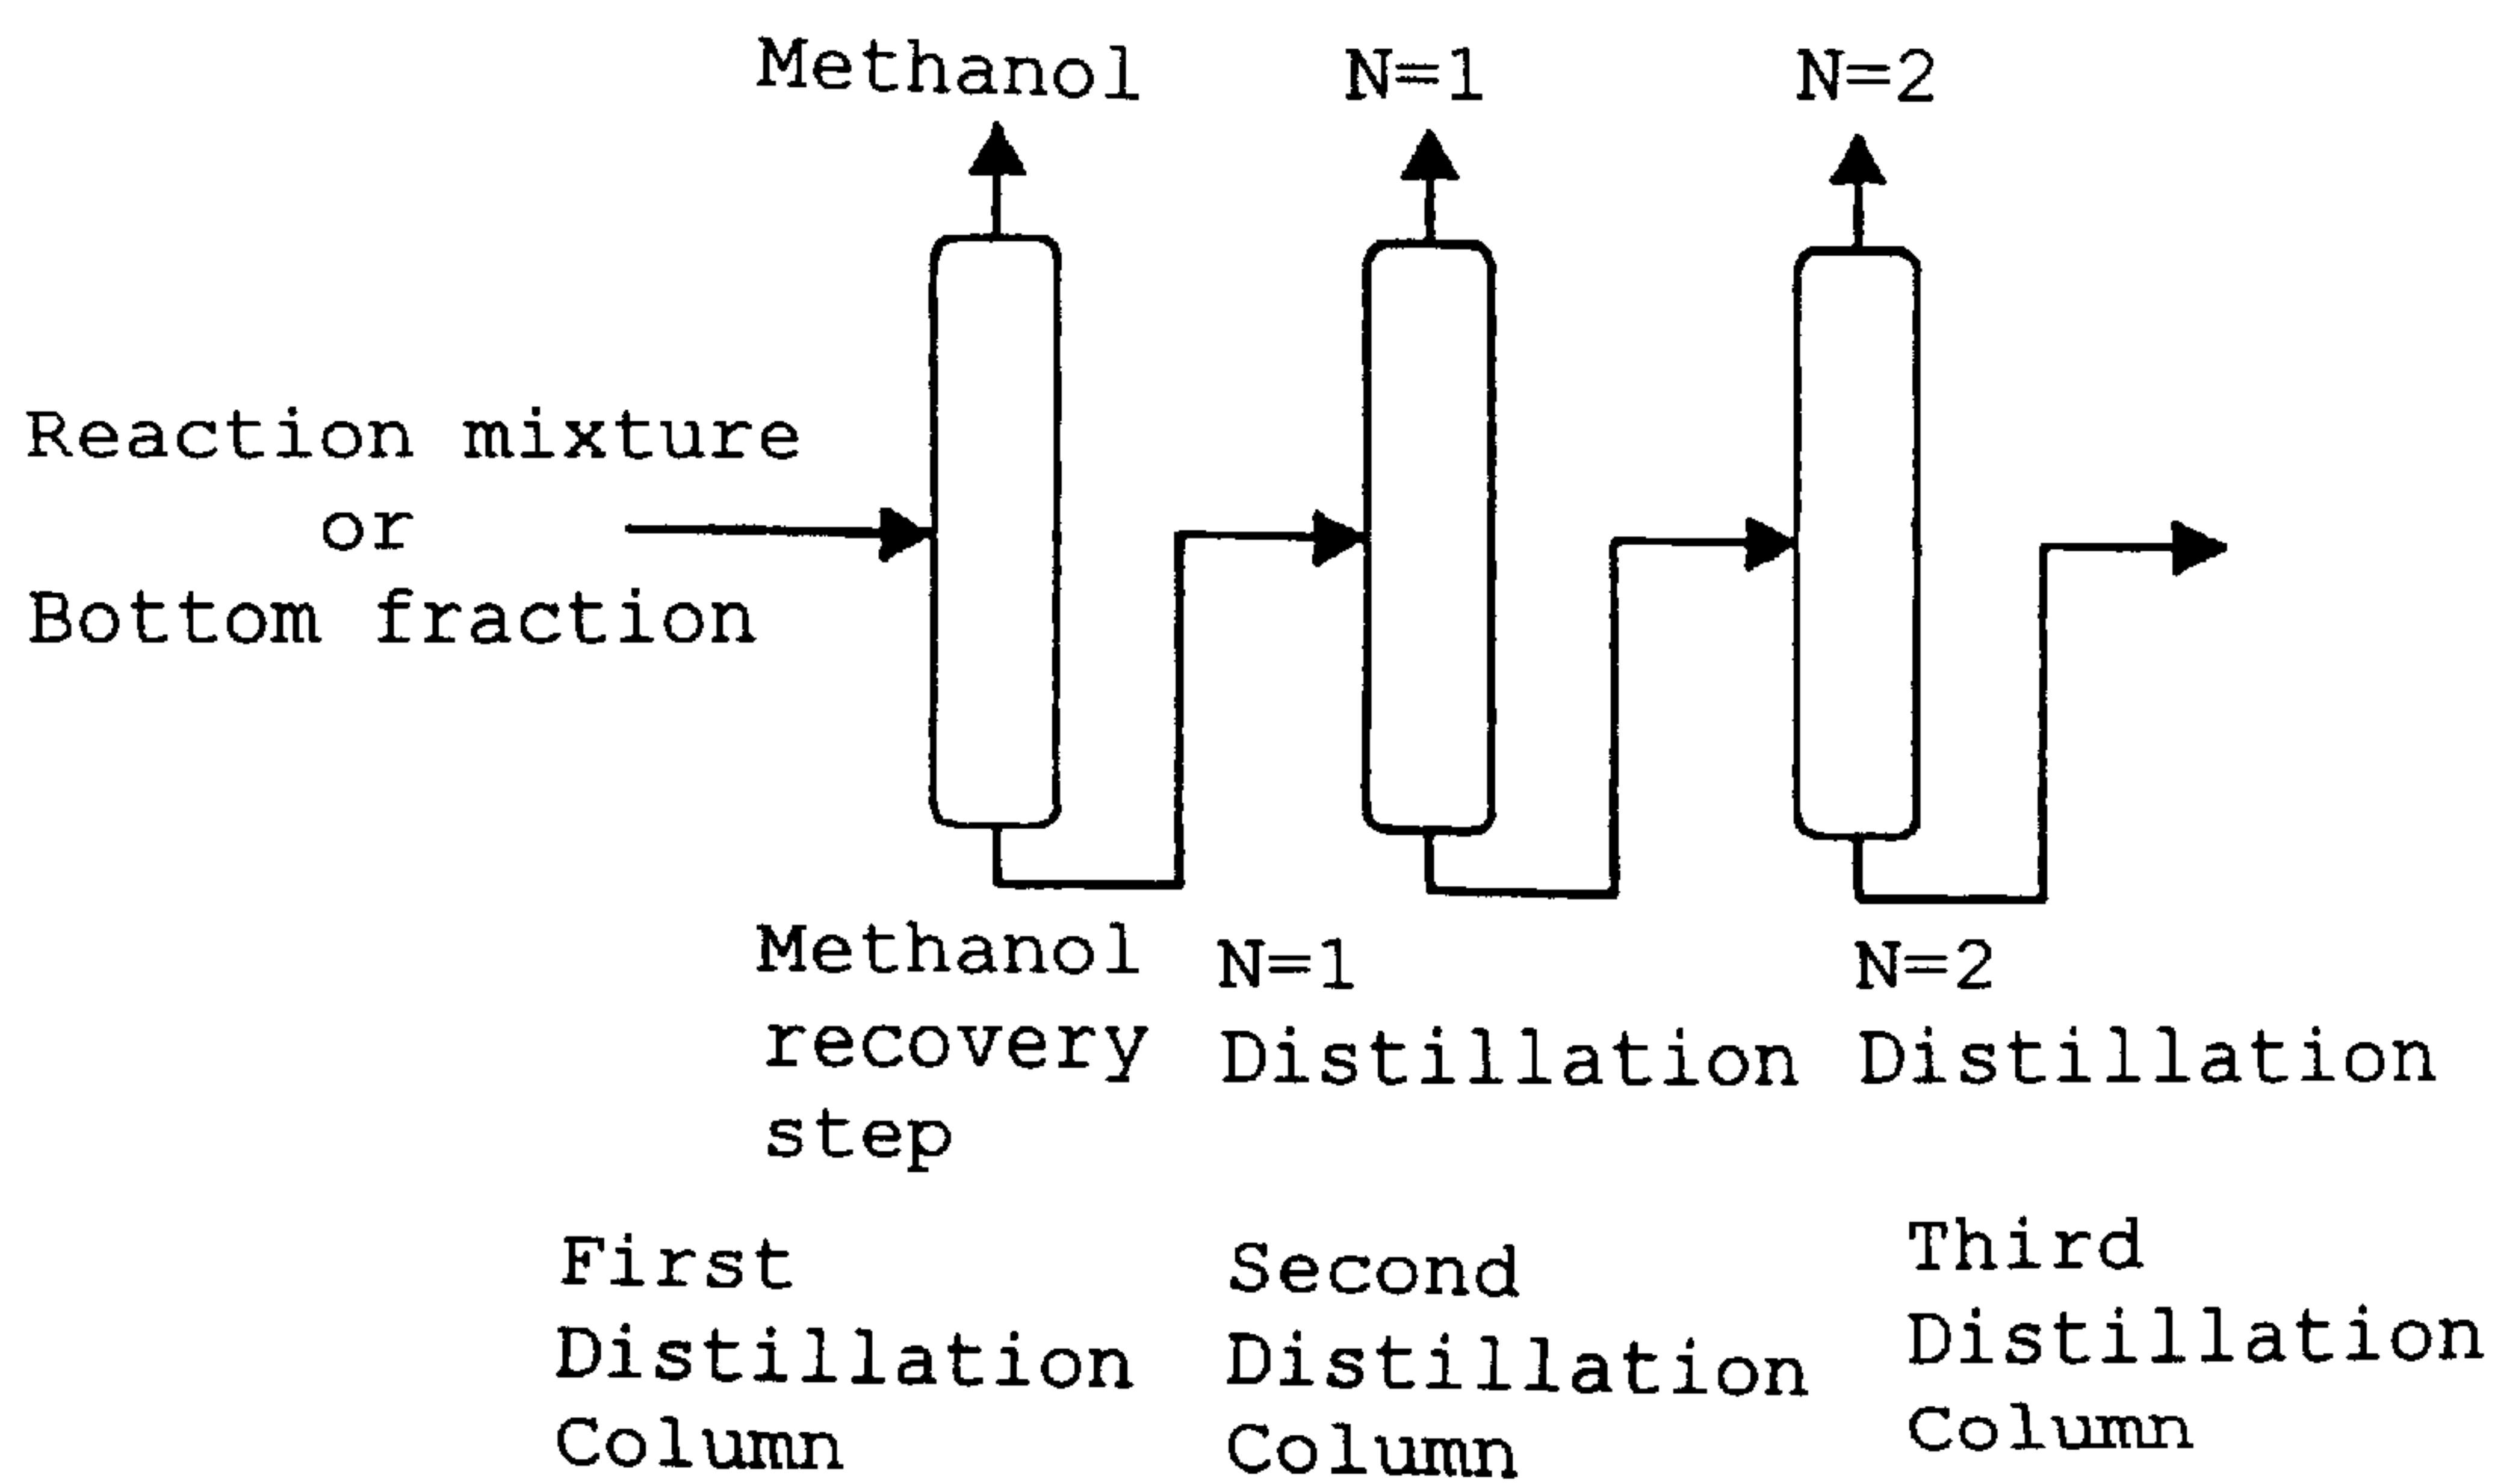 Methanol
N=1
N=2
Reaction mixture
or
Bottom fraction
Methanol
recovery
step
N=1
Distillation
N=2
Distillation
First
Distillation
Column
Second
Distillation
Column
Third
Distillation
Column